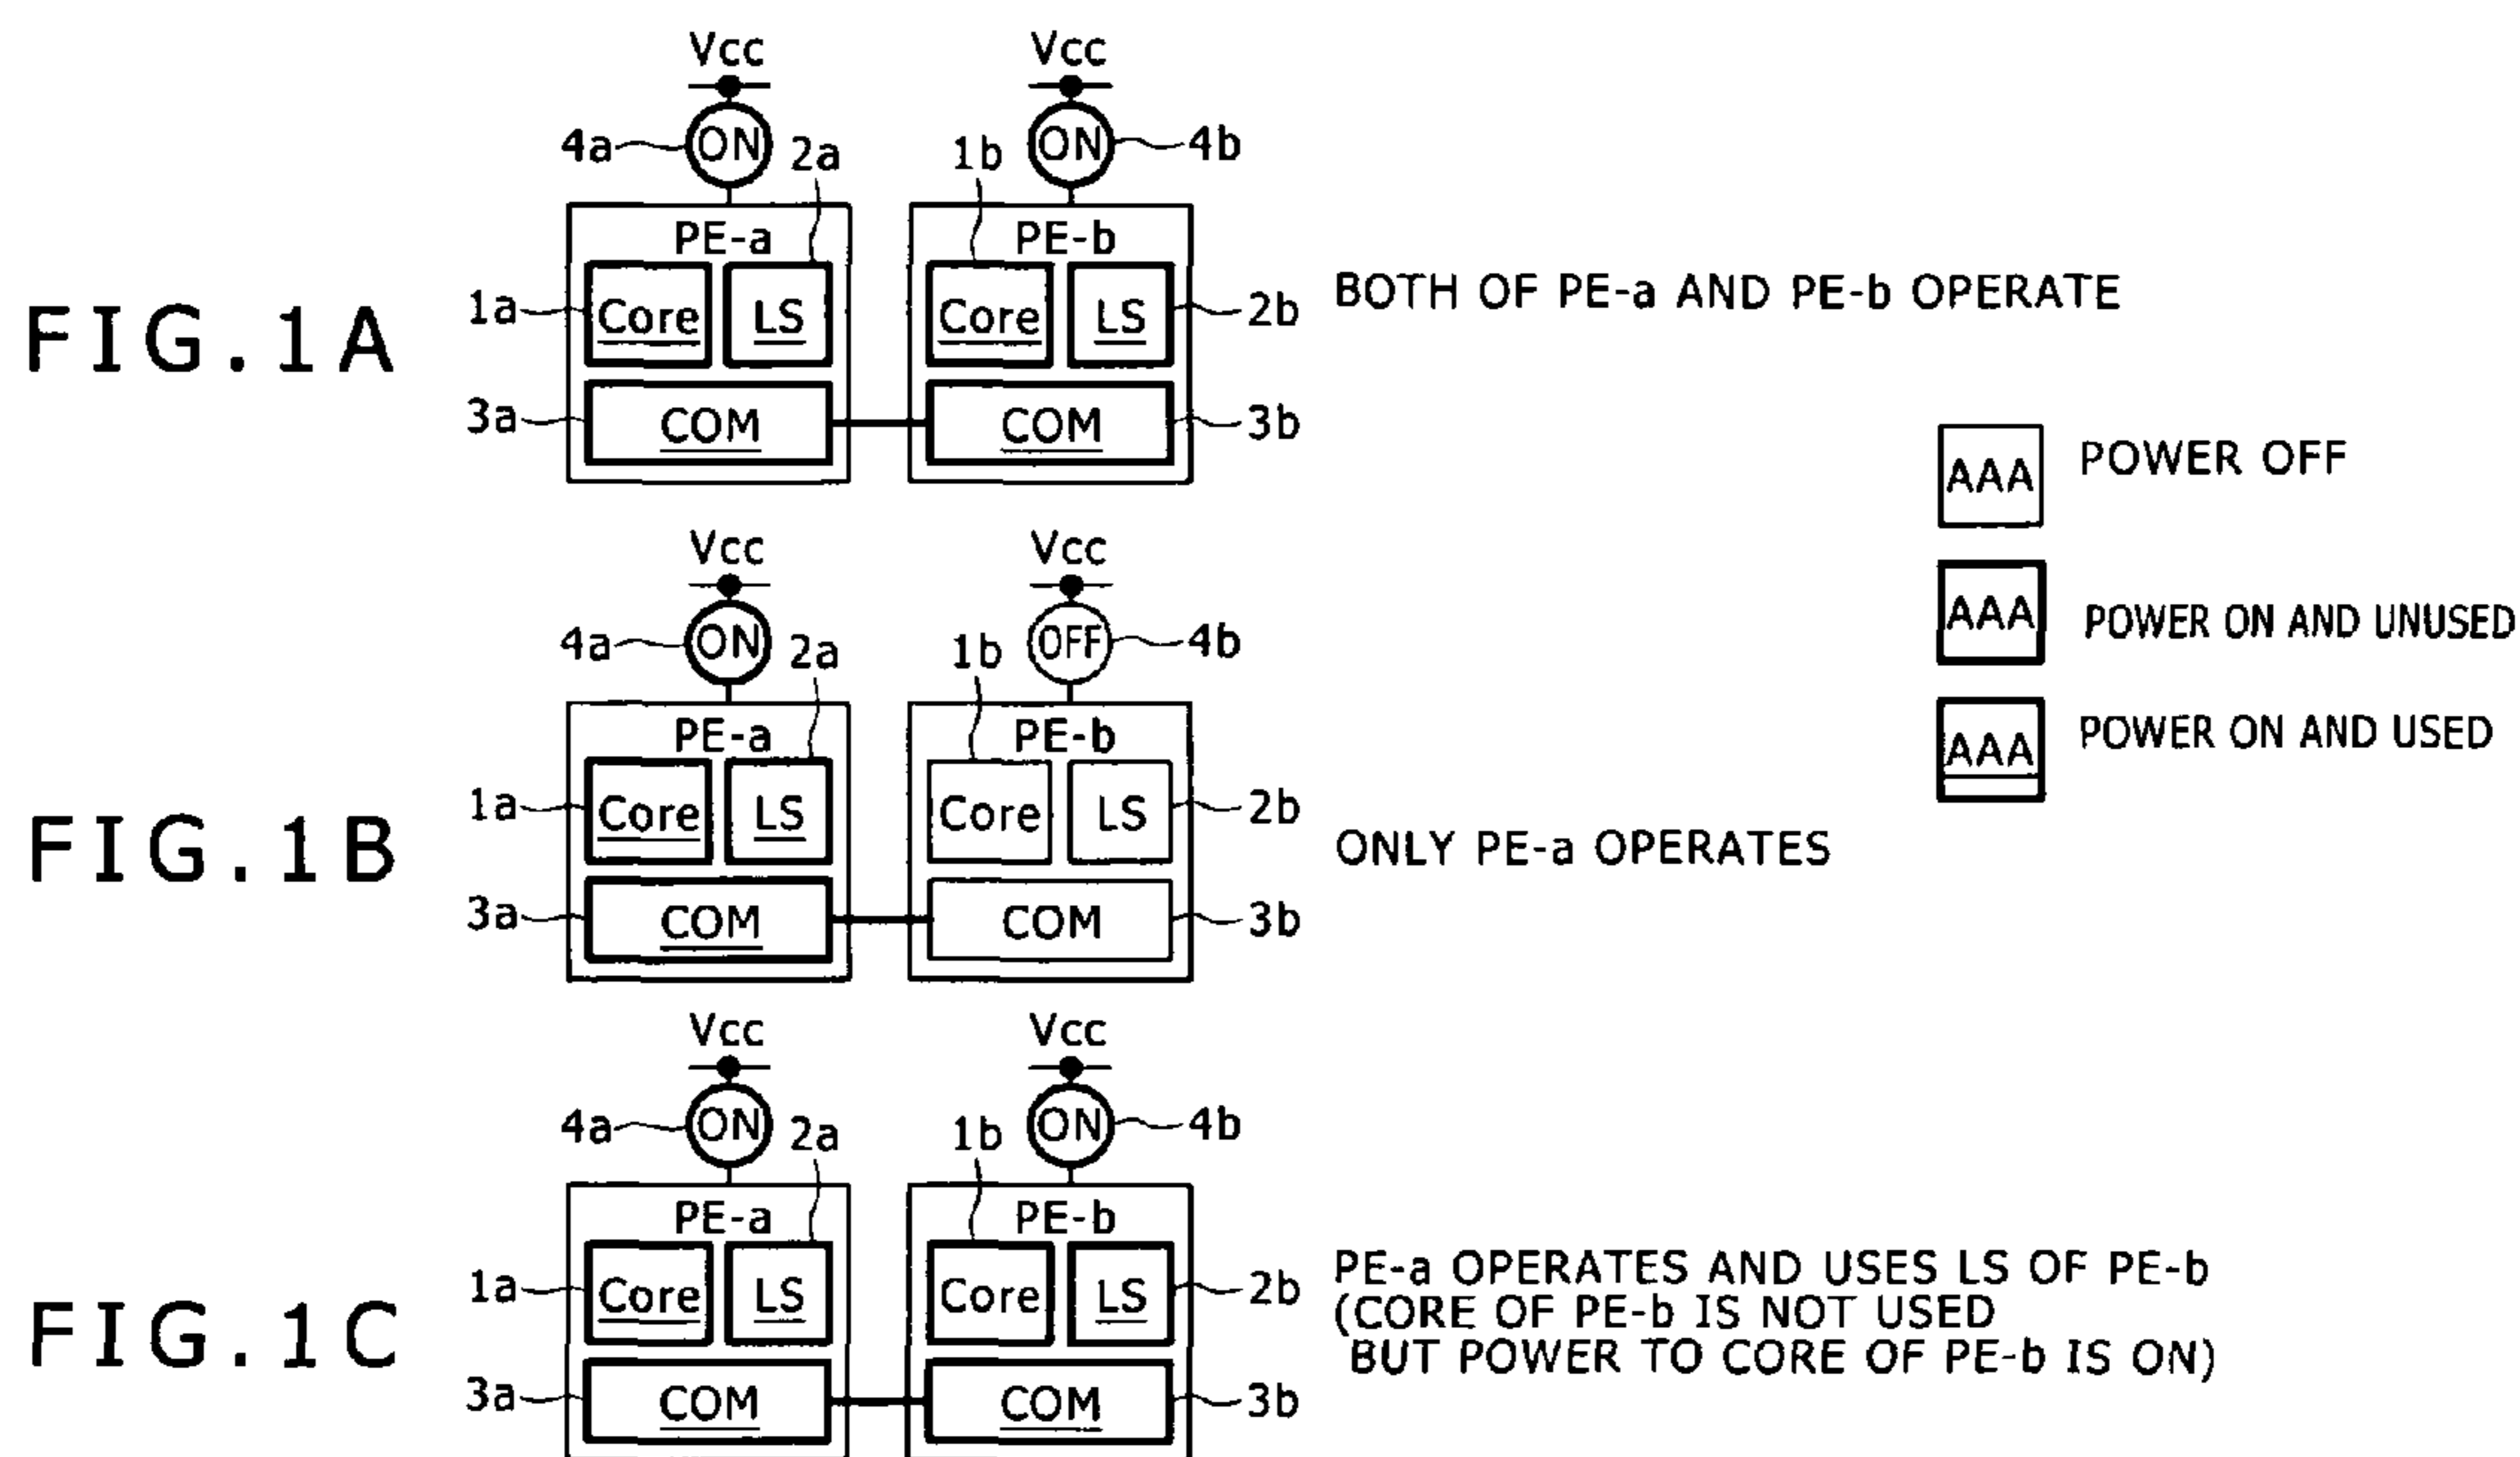 Vcc Vcc
4a ON 2a 1b ON 4b
PE-a PE-b
FIG.1A 1a Core LS Core LS 2b BOTH OF PE-a AND PE-b OPERATE
3a COM COM 3b
AAA POWER OFF
AAA POWER ON AND UNUSED
AAA POWER ON AND USED
Vcc Vcc
4a ON 2a 1b OFF 4b
PE-a PE-b
FIG.1B 1a Core LS Core LS 2b ONLY PE-a OPERATES
3a COM COM 3b
Vcc Vcc
4a ON 2a 1b ON 4b
PE-a PE-b
FIG.1C 1a Core LS Core LS 2b PE-a OPERATES AND USES LS OF PE-b
(CORE OF PE-b IS NOT USED
BUT POWER TO CORE OF PE-b IS ON)
3a COM COM 3b